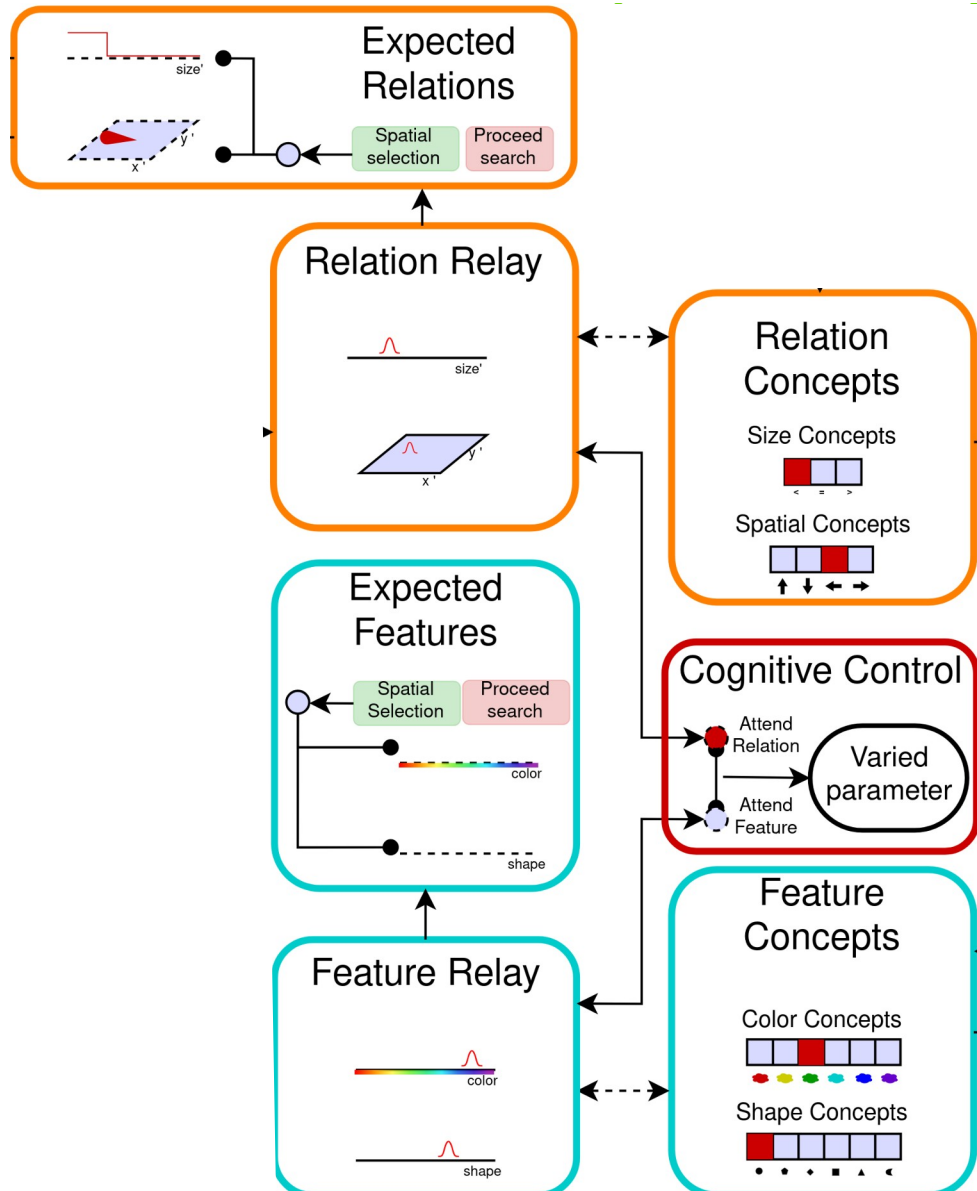 Expected
Relations
size'
y '
x '
Spatial
selection
Proceed
search
Relation Relay
size'
y '
x '
Relation
Concepts
Size Concepts
< = >
Spatial Concepts
Expected
Features
Spatial
Selection
Proceed
search
color
shape
Cognitive Control
Attend
Relation
Attend
Feature
Varied
parameter
Feature Relay
color
shape
Feature
Concepts
Color Concepts
Shape Concepts